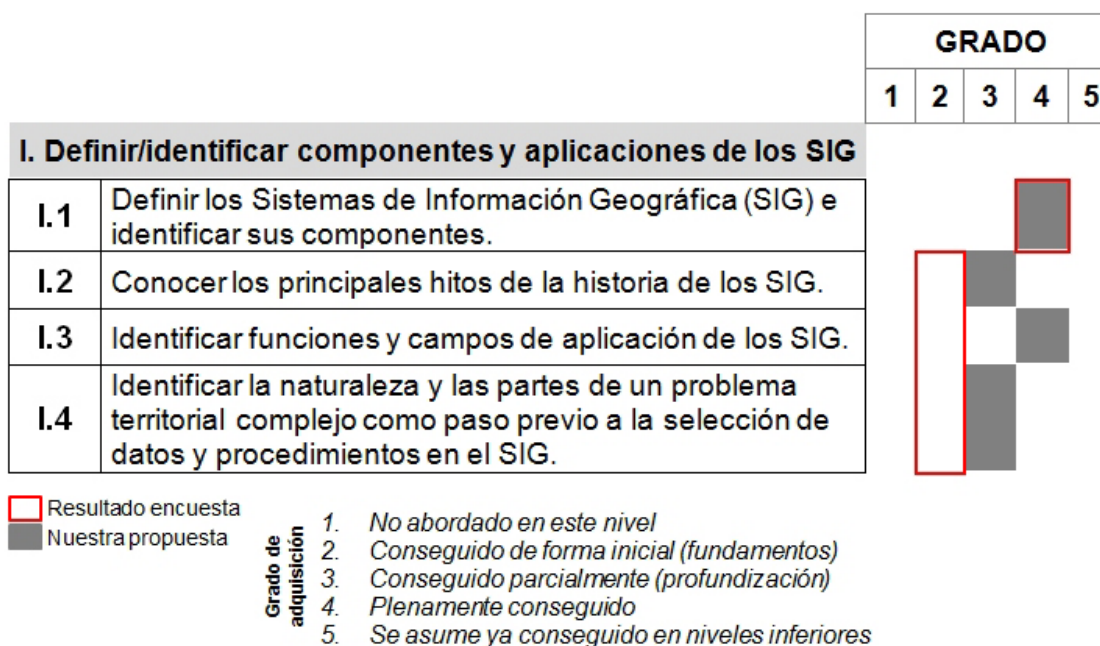 GRADO
1 2 3 4 5
I. Definir/identificar componentes y aplicaciones de los SIG
I.1
Definir los Sistemas de Información Geográfica (SIG) e
identificar sus componentes.
I.2
Conocer los principales hitos de la historia de los SIG.
I.3
Identificar funciones y campos de aplicación de los SIG.
I.4
Identificar la naturaleza y las partes de un problema
territorial complejo como paso previo a la selección de
datos y procedimientos en el SIG.
Resultado encuesta
Nuestra propuesta
Grado de
adquisición
1. No abordado en este nivel
2. Conseguido de forma inicial (fundamentos)
3. Conseguido parcialmente (profundización)
4. Plenamente conseguido
5. Se asume ya conseguido en niveles inferiores